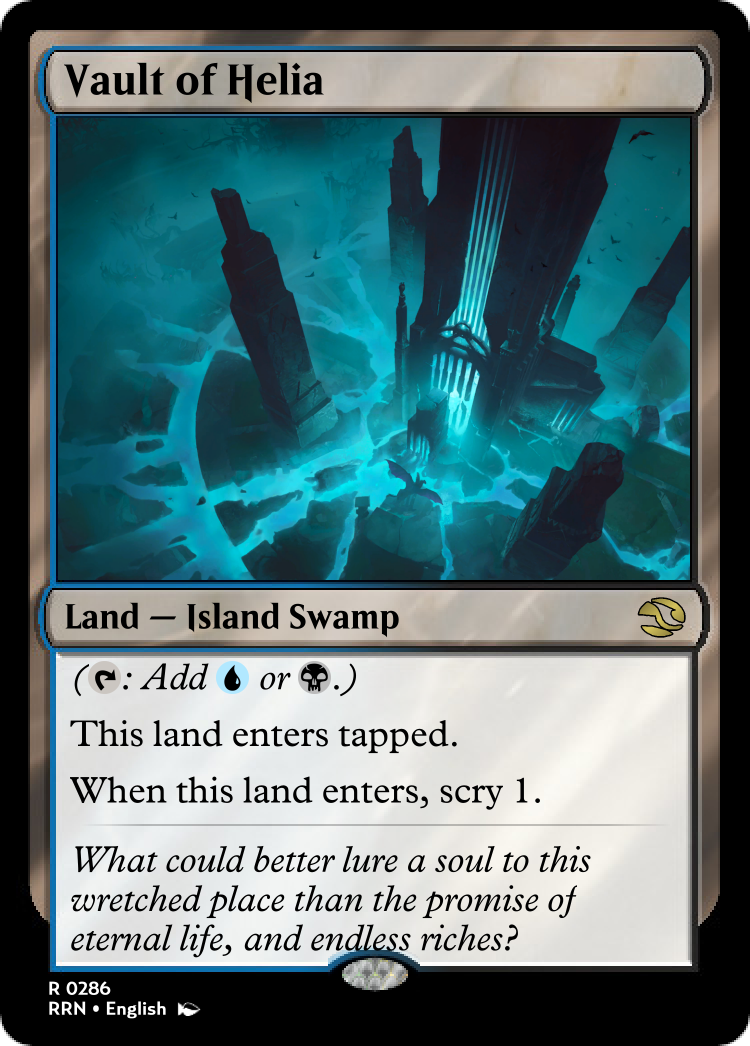 Vault of Helia
Land — Island Swamp
(: Add or .)
This land enters tapped.
When this land enters, scry 1.
What could better lure a soul to this
wretched place than the promise of
eternal life, and endless riches?
R 0286
RRN • English